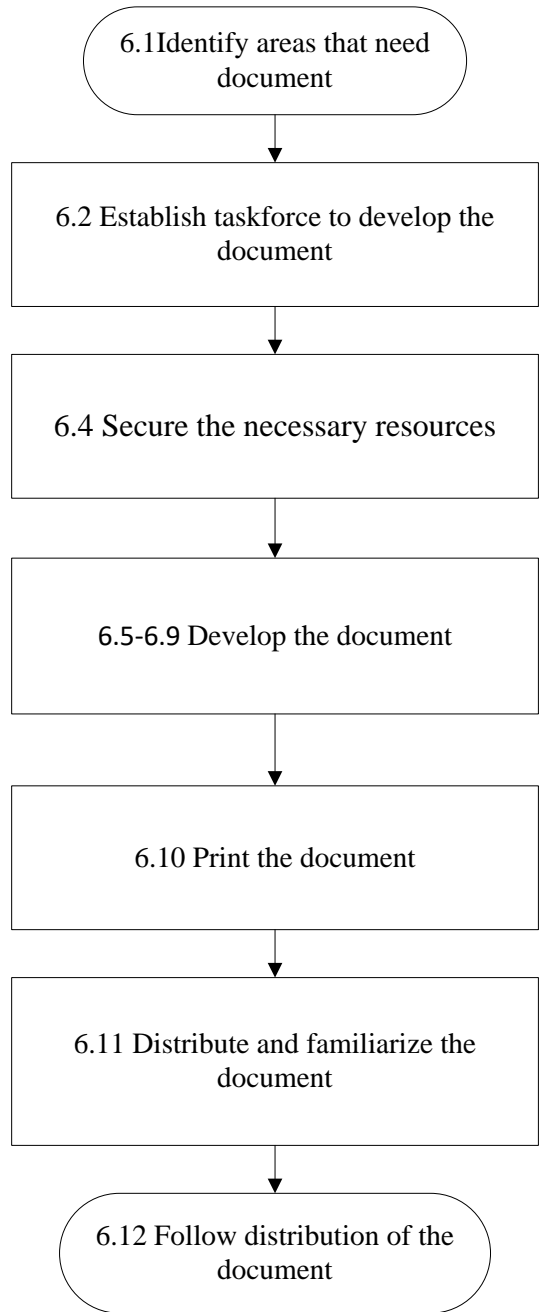 6.1Identify areas that need
document
6.2 Establish taskforce to develop the
document
6.4 Secure the necessary resources
6.5-6.9 Develop the document
6.10 Print the document
6.11 Distribute and familiarize the
document
6.12 Follow distribution of the
document